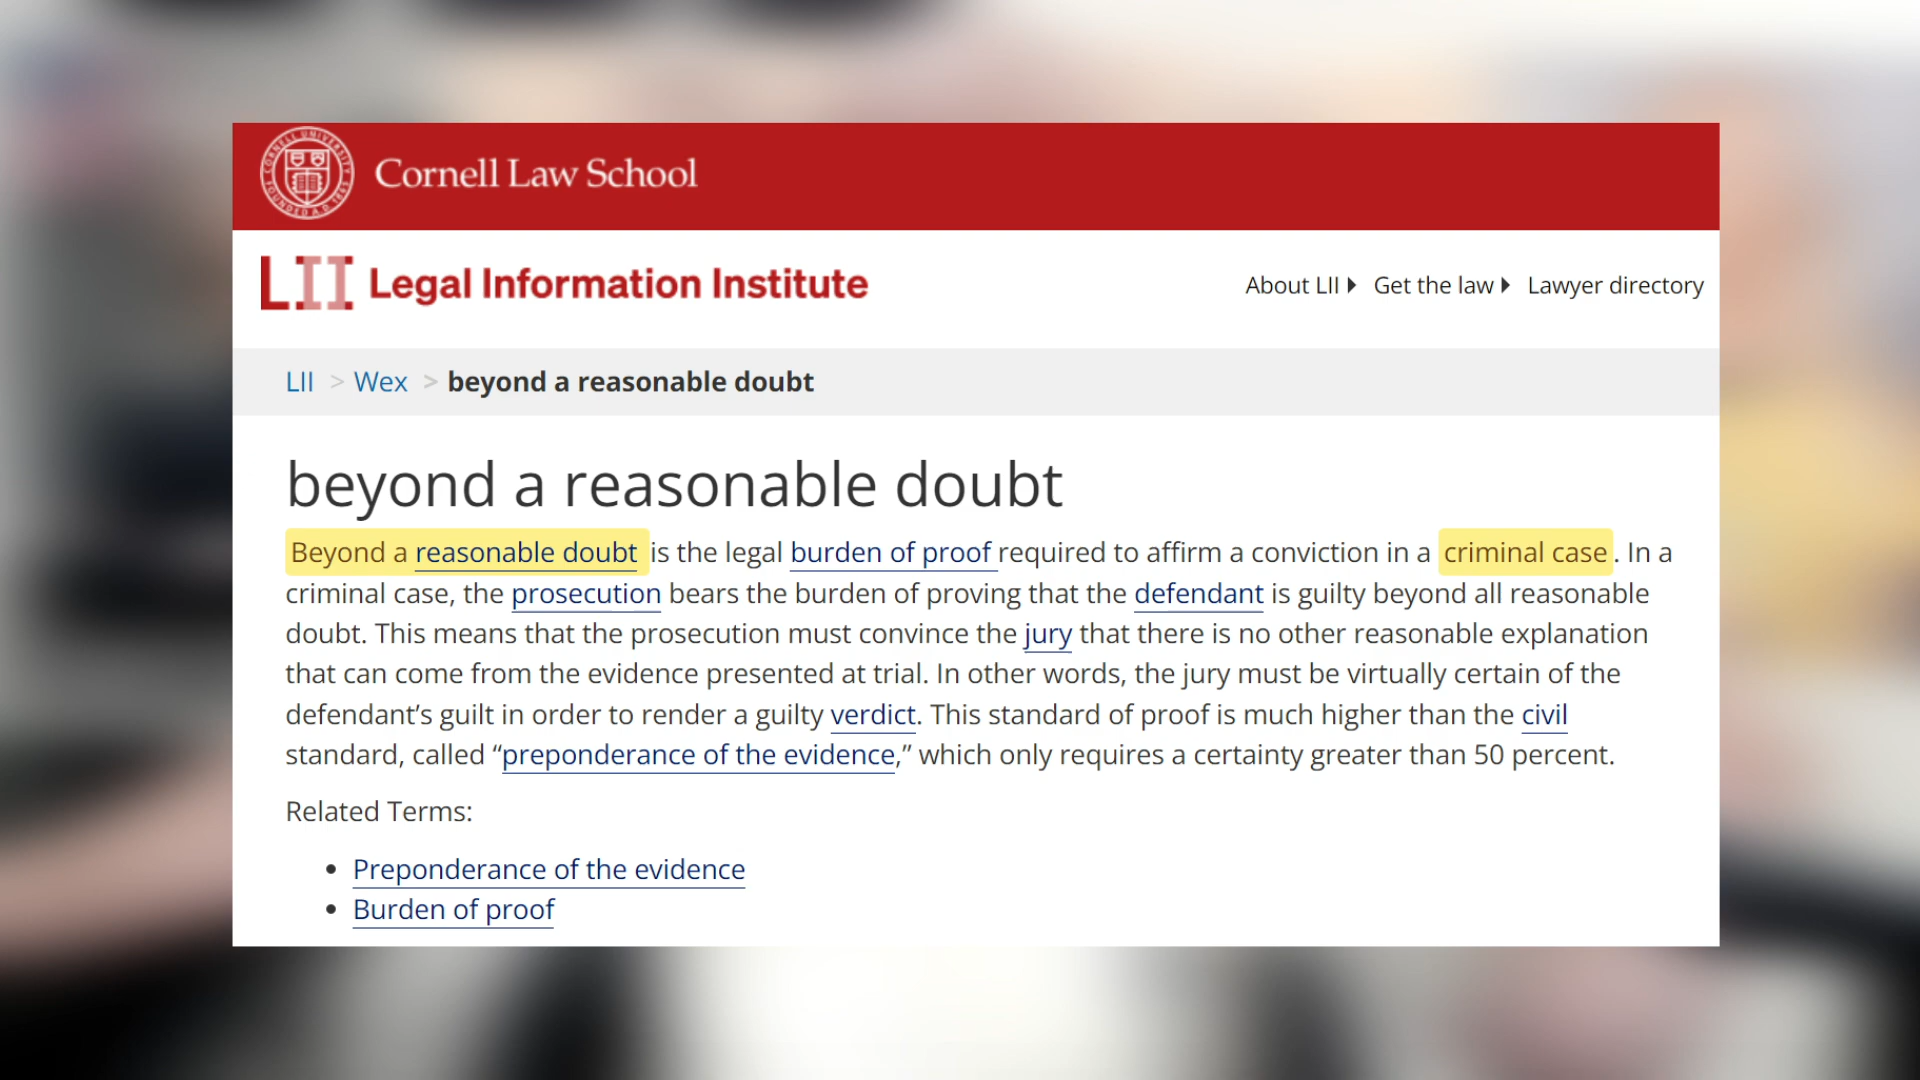 CORNELL UNIVERSITY FOUNDED A.D. 1865
Cornell Law School
LII Legal Information Institute
About LII Get the law Lawyer directory
LII > Wex > beyond a reasonable doubt
beyond a reasonable doubt
Beyond a reasonable doubt is the legal burden of proof required to affirm a conviction in a criminal case. In a
criminal case, the prosecution bears the burden of proving that the defendant is guilty beyond all reasonable
doubt. This means that the prosecution must convince the jury that there is no other reasonable explanation
that can come from the evidence presented at trial. In other words, the jury must be virtually certain of the
defendant’s guilt in order to render a guilty verdict. This standard of proof is much higher than the civil
standard, called “preponderance of the evidence,” which only requires a certainty greater than 50 percent.
Related Terms:
• Preponderance of the evidence
• Burden of proof